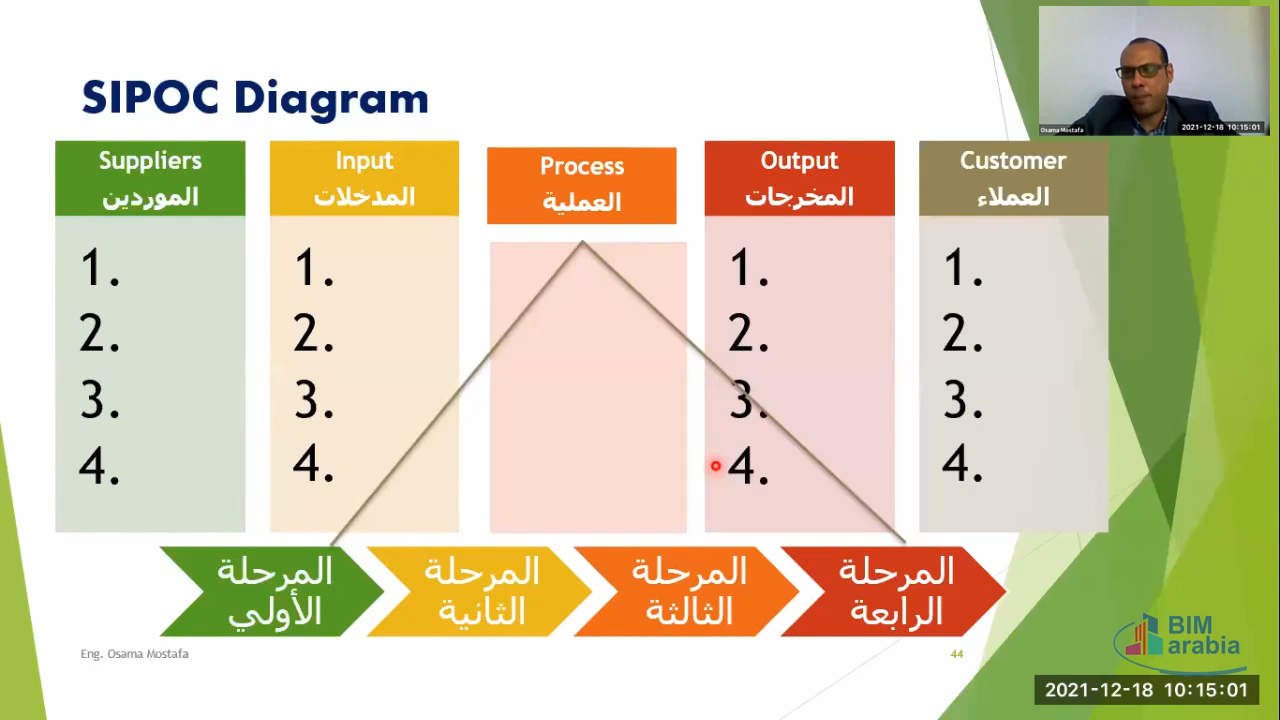 SIPOC Diagram
Suppliers
الموردين
1.
2.
3.
4.
Input
المدخلات
1.
2.
3.
4.
Process
العملية
Output
المخرجات
1.
2.
3.
4.
Customer
العملاء
1.
2.
3.
4.
المرحلة
الأولي
المرحلة
الثانية
المرحلة
الثالثة
المرحلة
الرابعة
Eng. Osama Mostafa
44
BIM
arabia
Osama Mostafa
2021-12-18 10:15:01
2021-12-18 10:15:01